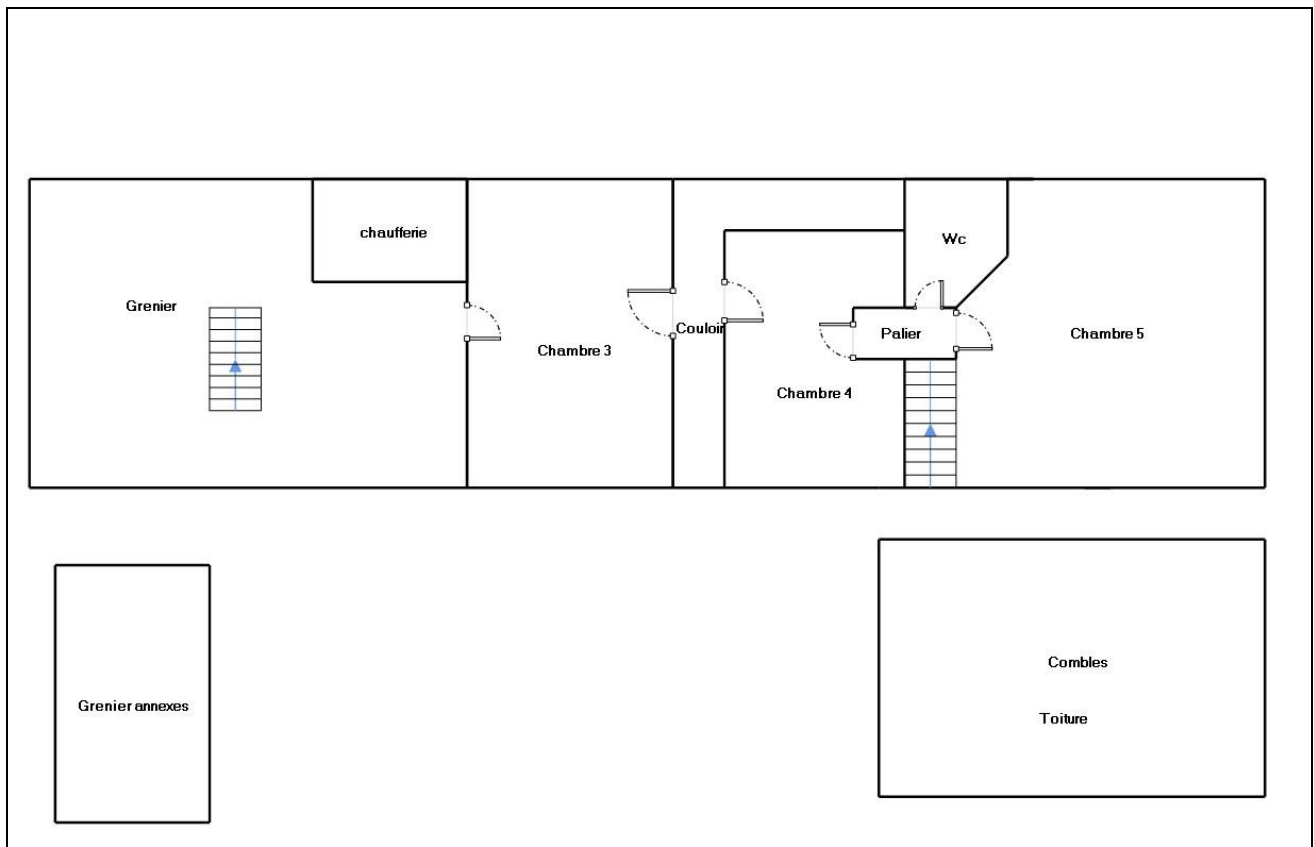 chaufferie
Wc
Grenier
Couloir
Palier
Chambre 5
Chambre 3
Chambre 4
Combles
Grenier annexes
Toiture